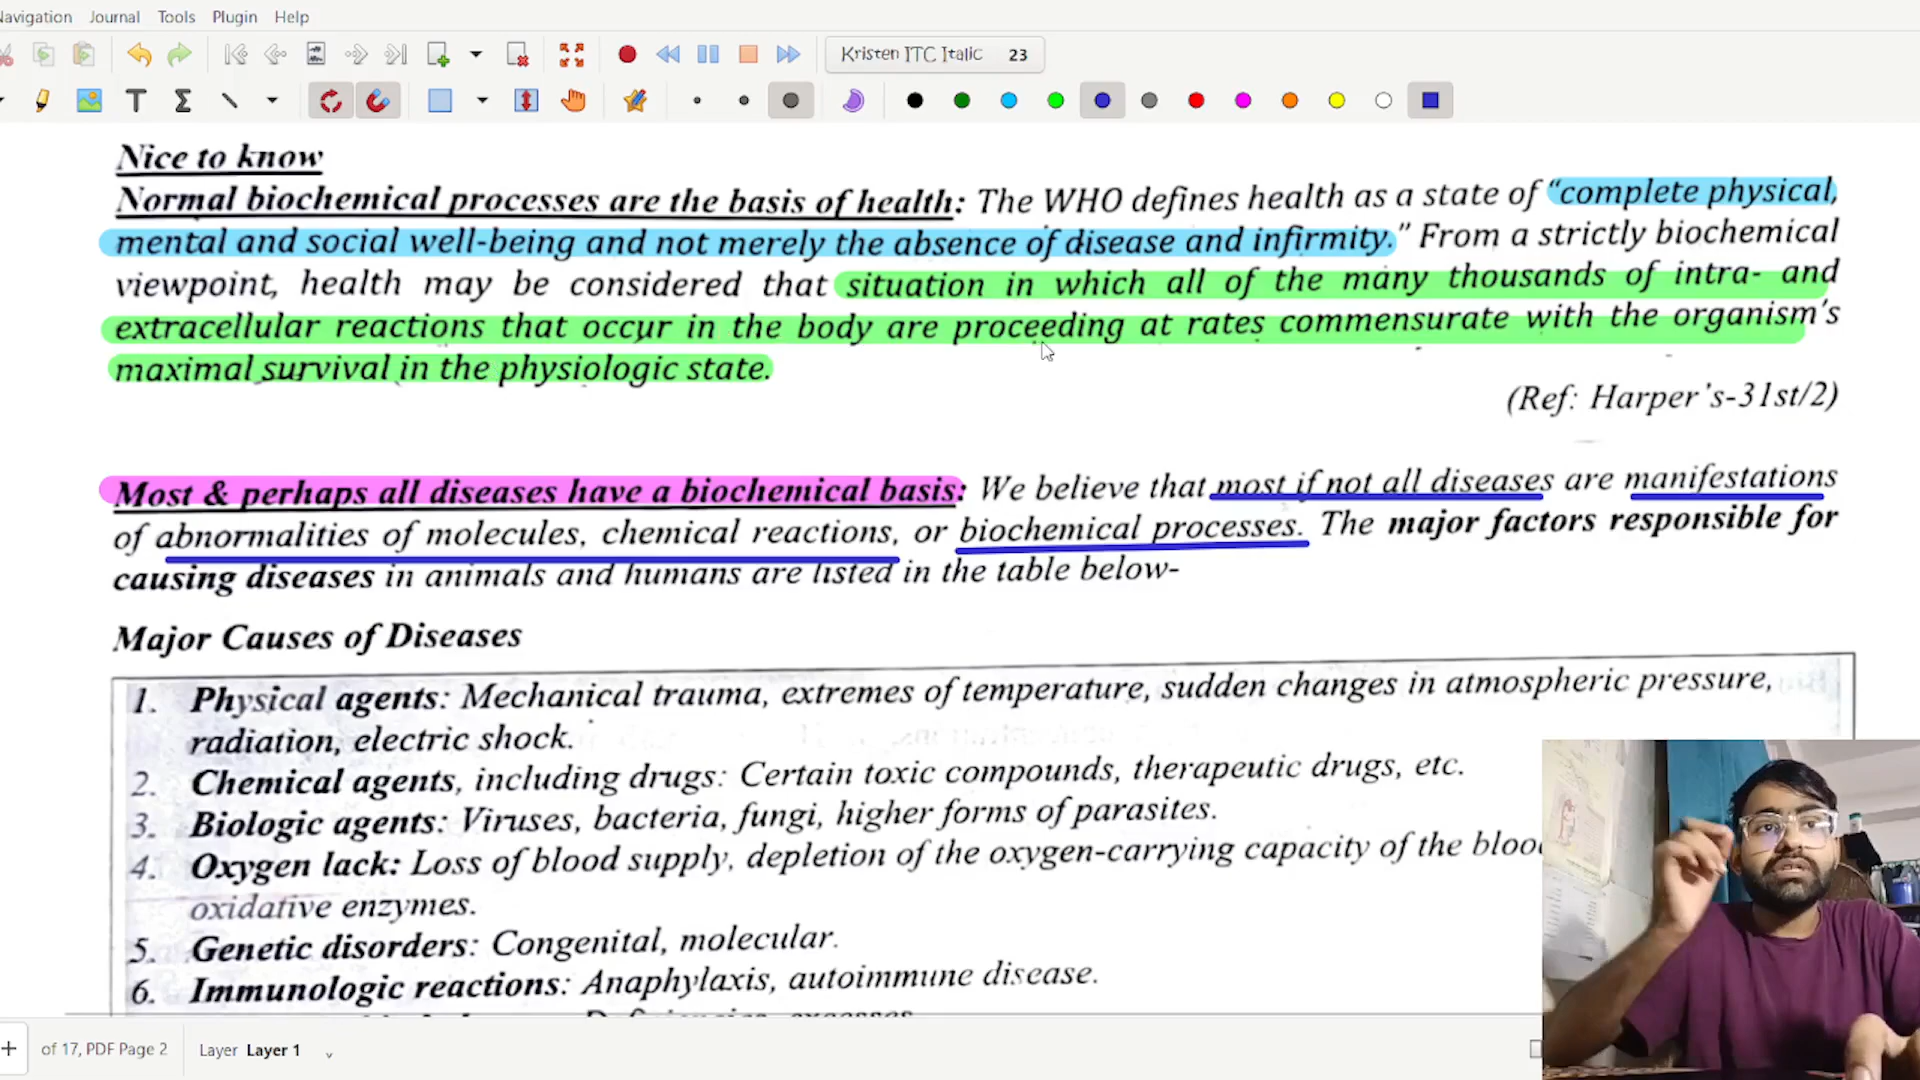 Navigation Journal Tools Plugin Help
Kristen ITC Italic 23
Nice to know
Normal biochemical processes are the basis of health: The WHO defines health as a state of “complete physical,
mental and social well-being and not merely the absence of disease and infirmity.” From a strictly biochemical
viewpoint, health may be considered that situation in which all of the many thousands of intra- and
extracellular reactions that occur in the body are proceeding at rates commensurate with the organism's
maximal survival in the physiologic state.
(Ref: Harper's-31st/2)
Most & perhaps all diseases have a biochemical basis: We believe that most if not all diseases are manifestations
of abnormalities of molecules, chemical reactions, or biochemical processes. The major factors responsible for
causing diseases in animals and humans are listed in the table below-
Major Causes of Diseases
1. Physical agents: Mechanical trauma, extremes of temperature, sudden changes in atmospheric pressure,
radiation, electric shock.
2. Chemical agents, including drugs: Certain toxic compounds, therapeutic drugs, etc.
3. Biologic agents: Viruses, bacteria, fungi, higher forms of parasites.
4. Oxygen lack: Loss of blood supply, depletion of the oxygen-carrying capacity of the bloo
oxidative enzymes.
5. Genetic disorders: Congenital, molecular.
6. Immunologic reactions: Anaphylaxis, autoimmune disease.
of 17, PDF Page 2 Layer Layer 1